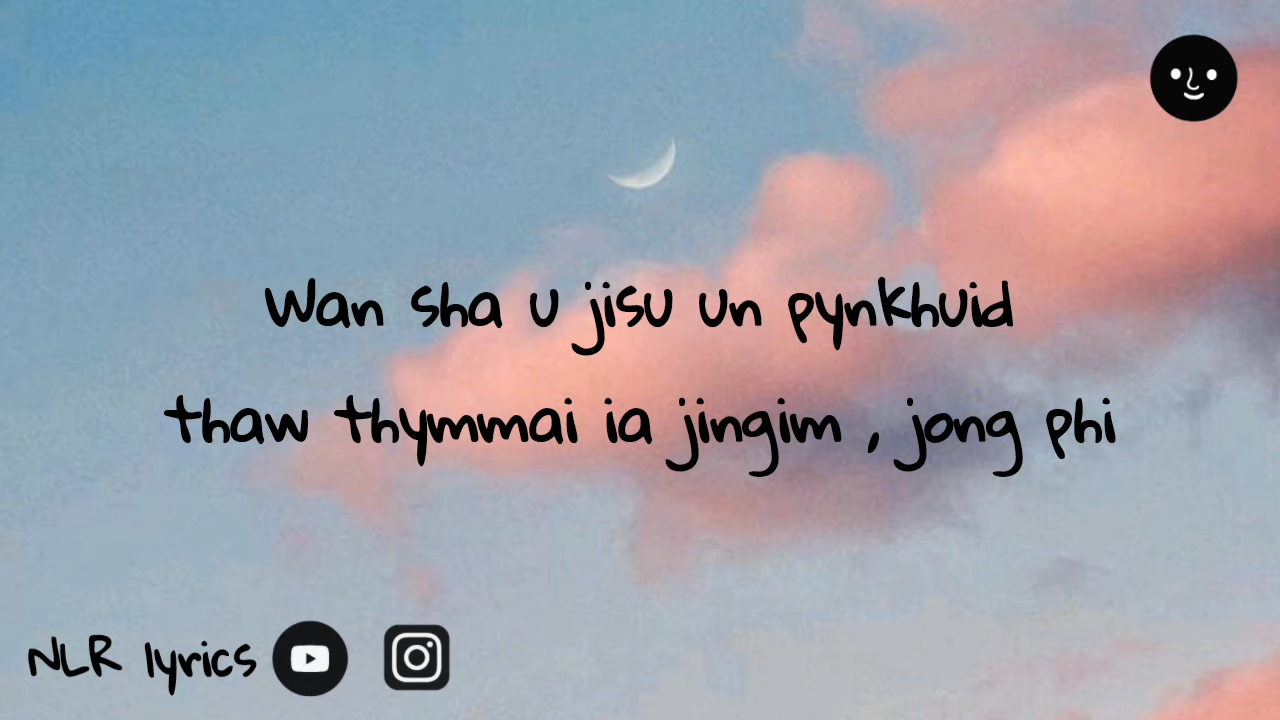 Wan sha u jisu un pynkhuid
thaw thymmai ia jingim , jong phi
NLR lyrics